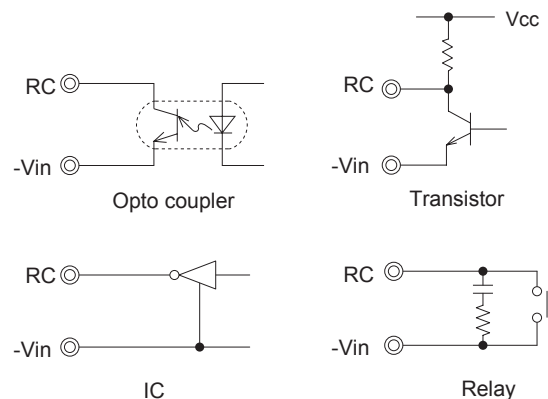 Vcc
RC
RC
-Vin
-Vin
Opto coupler
Transistor
RC
RC
-Vin
-Vin
IC
Relay